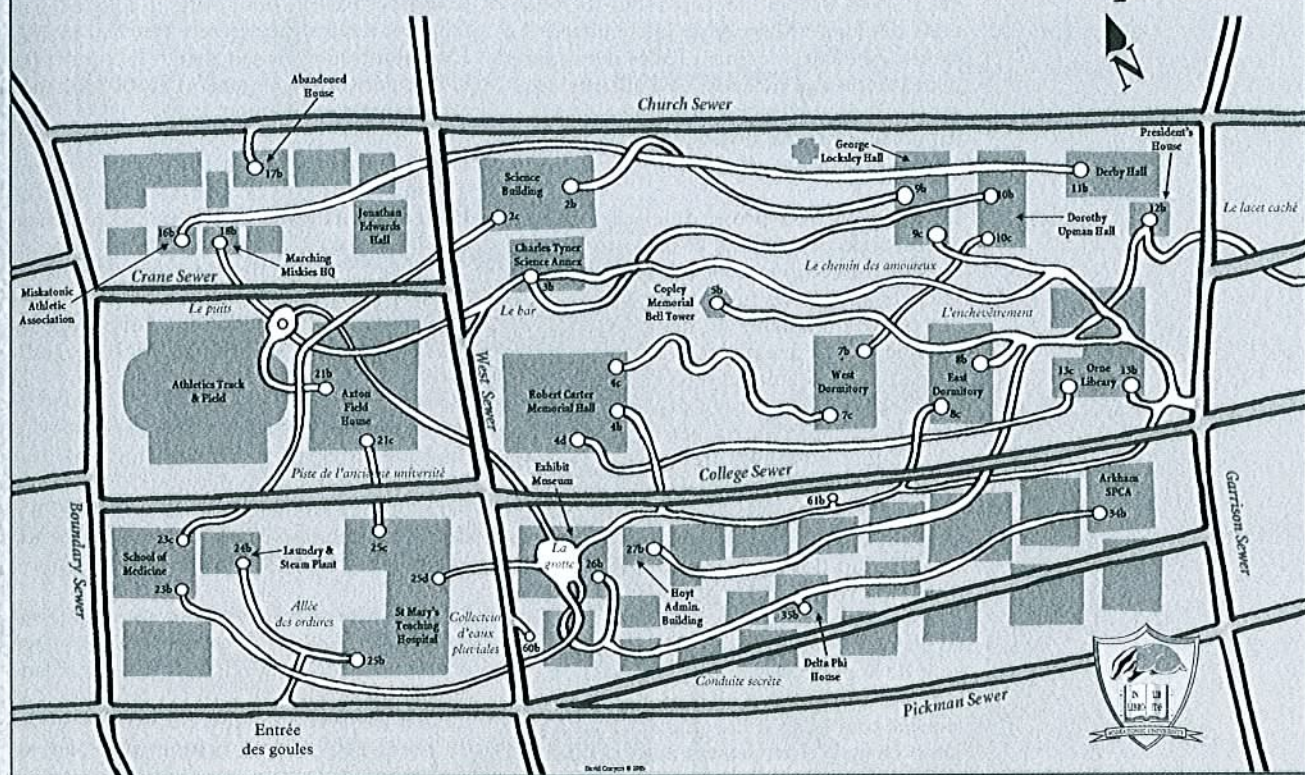 N
Abandoned
House
Church Sewer
President's
House
George
Locksley Hall
Science
Building
Derby Hall
17b
9b
10b
11b
2b
12b
Jonathan
Edwards
Hall
2c
Dorothy
Upman Hall
Le lacet caché
16b
18b
9c
10c
Marching
Miskies HQ
Charles Tyner
Science Annex
3b
Le chemin des amoureux
Crane Sewer
Miskatonic
Athletic
Association
Le puits
Le bar
Copley
Memorial
Bell Tower
5b
L'enchevêtrement
West Sewer
7b
8b
13c
Orne
Library
13b
21b
4c
Athletics Track
& Field
Axton
Field
House
Robert Carter
Memorial Hall
West
Dormitory
East
Dormitory
7c
8c
4b
21c
4d
Piste de l'ancienne université
Exhibit
Museum
College Sewer
61b
Arkham
SPCA
34b
Garrison Sewer
Boundary Sewer
23c
24b
Laundry &
Steam Plant
25c
School of
Medicine
23b
La
grotte
26b
27b
25d
Hoyt
Admin.
Building
Allée
des ordures
St Mary's
Teaching
Hospital
Collecteur
d'eaux
pluviales
60b
35b
Delta Phi
House
25b
Conduite secrète
Pickman Sewer
Entrée
des goules
MISKATONIC UNIVERSITY